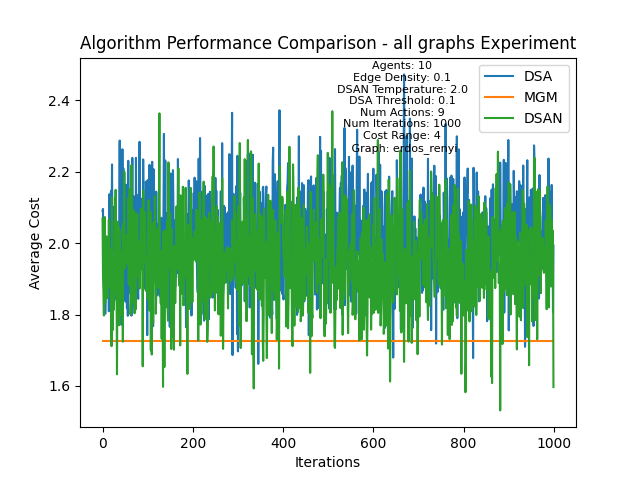 Algorithm Performance Comparison - all graphs Experiment
Agents: 10
Edge Density: 0.1
DSAN Temperature: 2.0
DSA Threshold: 0.1
Num Actions: 9
Num Iterations: 1000
Cost Range: 4
Graph: erdos_renyi
DSA
MGM
DSAN
Average Cost
2.4
2.2
2.0
1.8
1.6
0 200 400 600 800 1000
Iterations